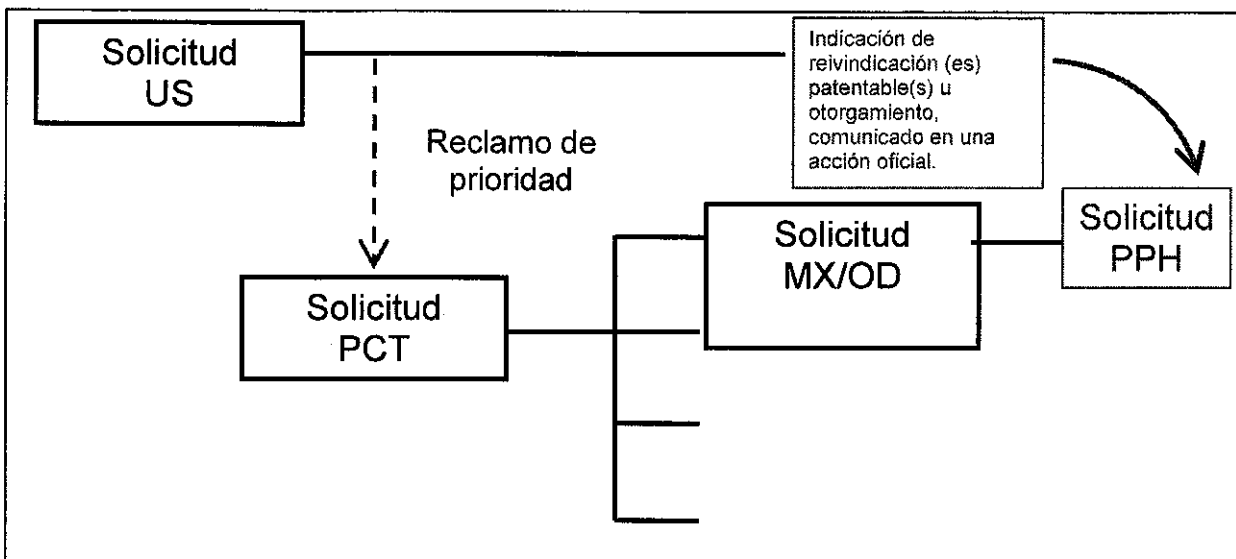 Solicitud
US
Indicación de
reivindicación (es)
patentable(s) u
otorgamiento,
comunicado en una
acción oficial.
Reclamo de
prioridad
Solicitud
MX/OD
Solicitud
PPH
Solicitud
PCT